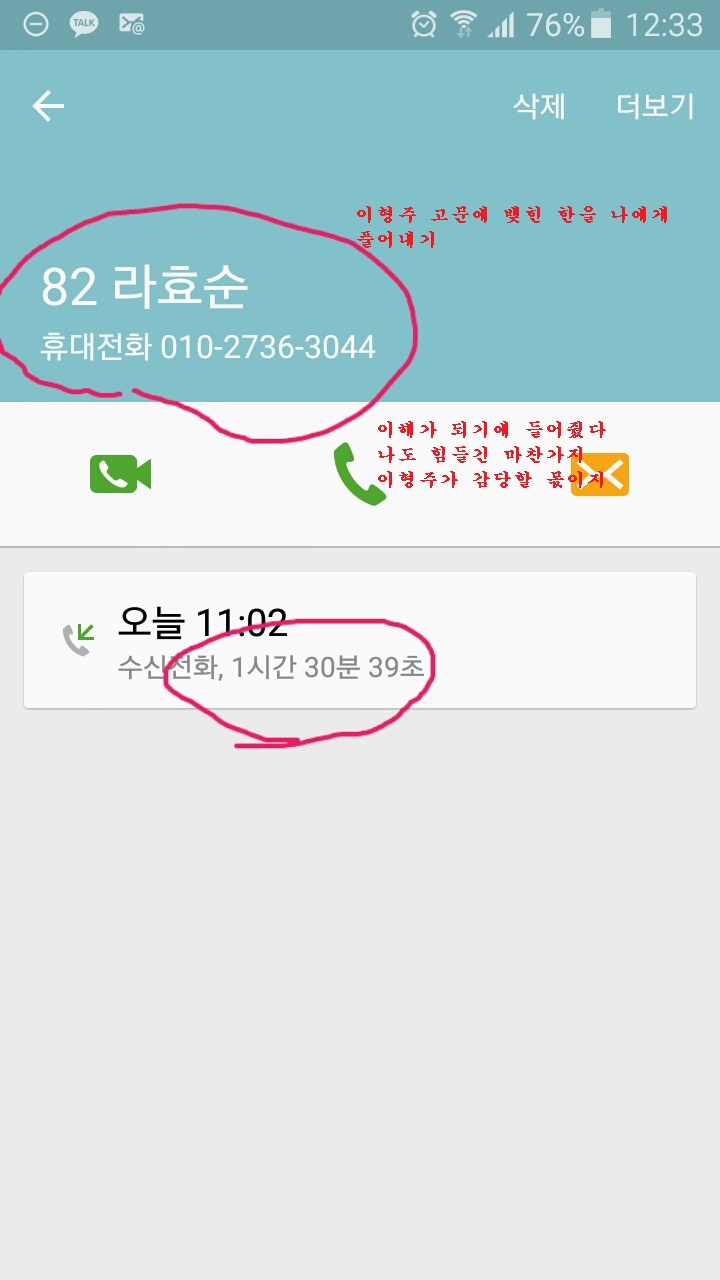 TALK
@
76% 12:33
삭제 더보기
이형주 고문에 맺힌 한을 나에게
풀어내기
82 라효순
휴대전화 010-2736-3044
이해가 되기에 들어줬다
나도 힘들긴 마찬가지
이형주가 감당할 몫이지
오늘 11:02
수신전화, 1시간 30분 39초